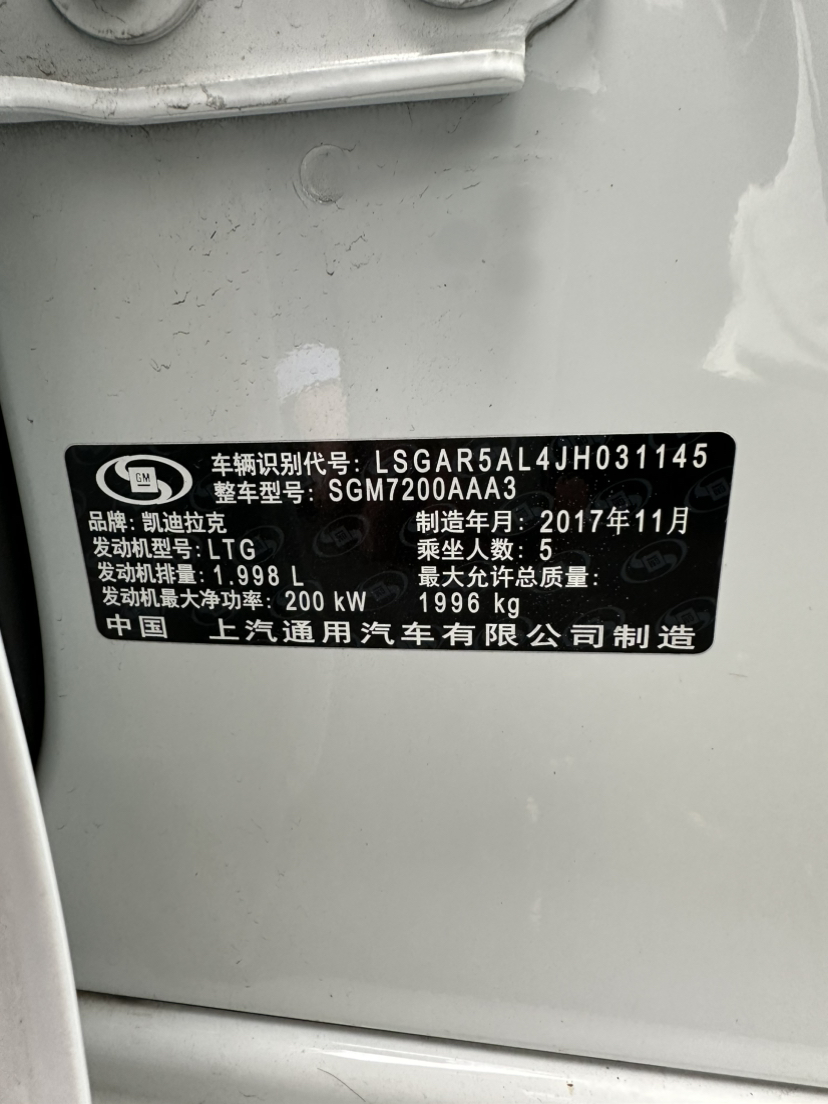 GM
车辆识别代号: LSGAR5AL4JH031145
整车型号: SGM7200AAA3
品牌: 凯迪拉克 制造年月: 2017年11月
发动机型号: LTG 乘坐人数: 5
发动机排量: 1.998 L 最大允许总质量:
发动机最大净功率: 200 kW 1996 kg
中国 上汽通用汽车有限公司制造